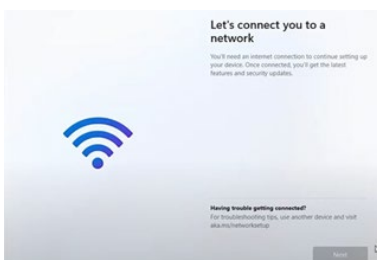 Let's connect you to a
network
You'll need an internet connection to continue setting up
your device. Once connected, you'll get the latest
features and security updates.
Having trouble getting connected?
For troubleshooting tips, use another device and visit
aka.ms/networksetup
Next